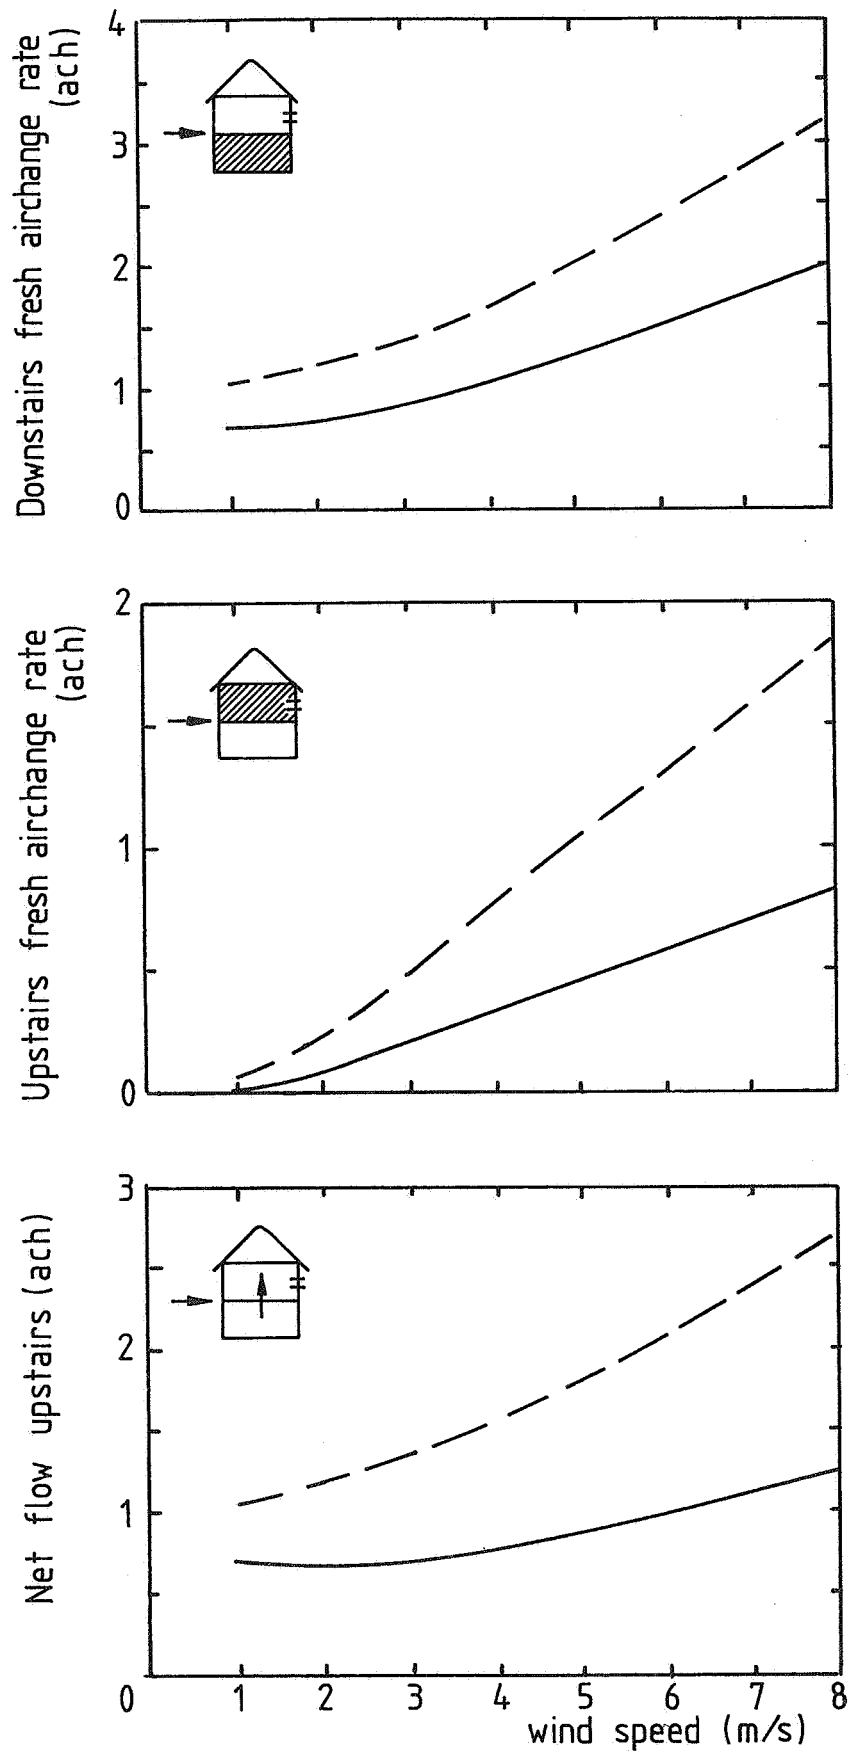 Downstairs fresh airchange rate
(ach)
4
3
2
1
0
Upstairs fresh airchange rate
(ach)
2
1
0
Net flow upstairs (ach)
3
2
1
0 1 2 3 4 5 6 7 8
wind speed (m/s)